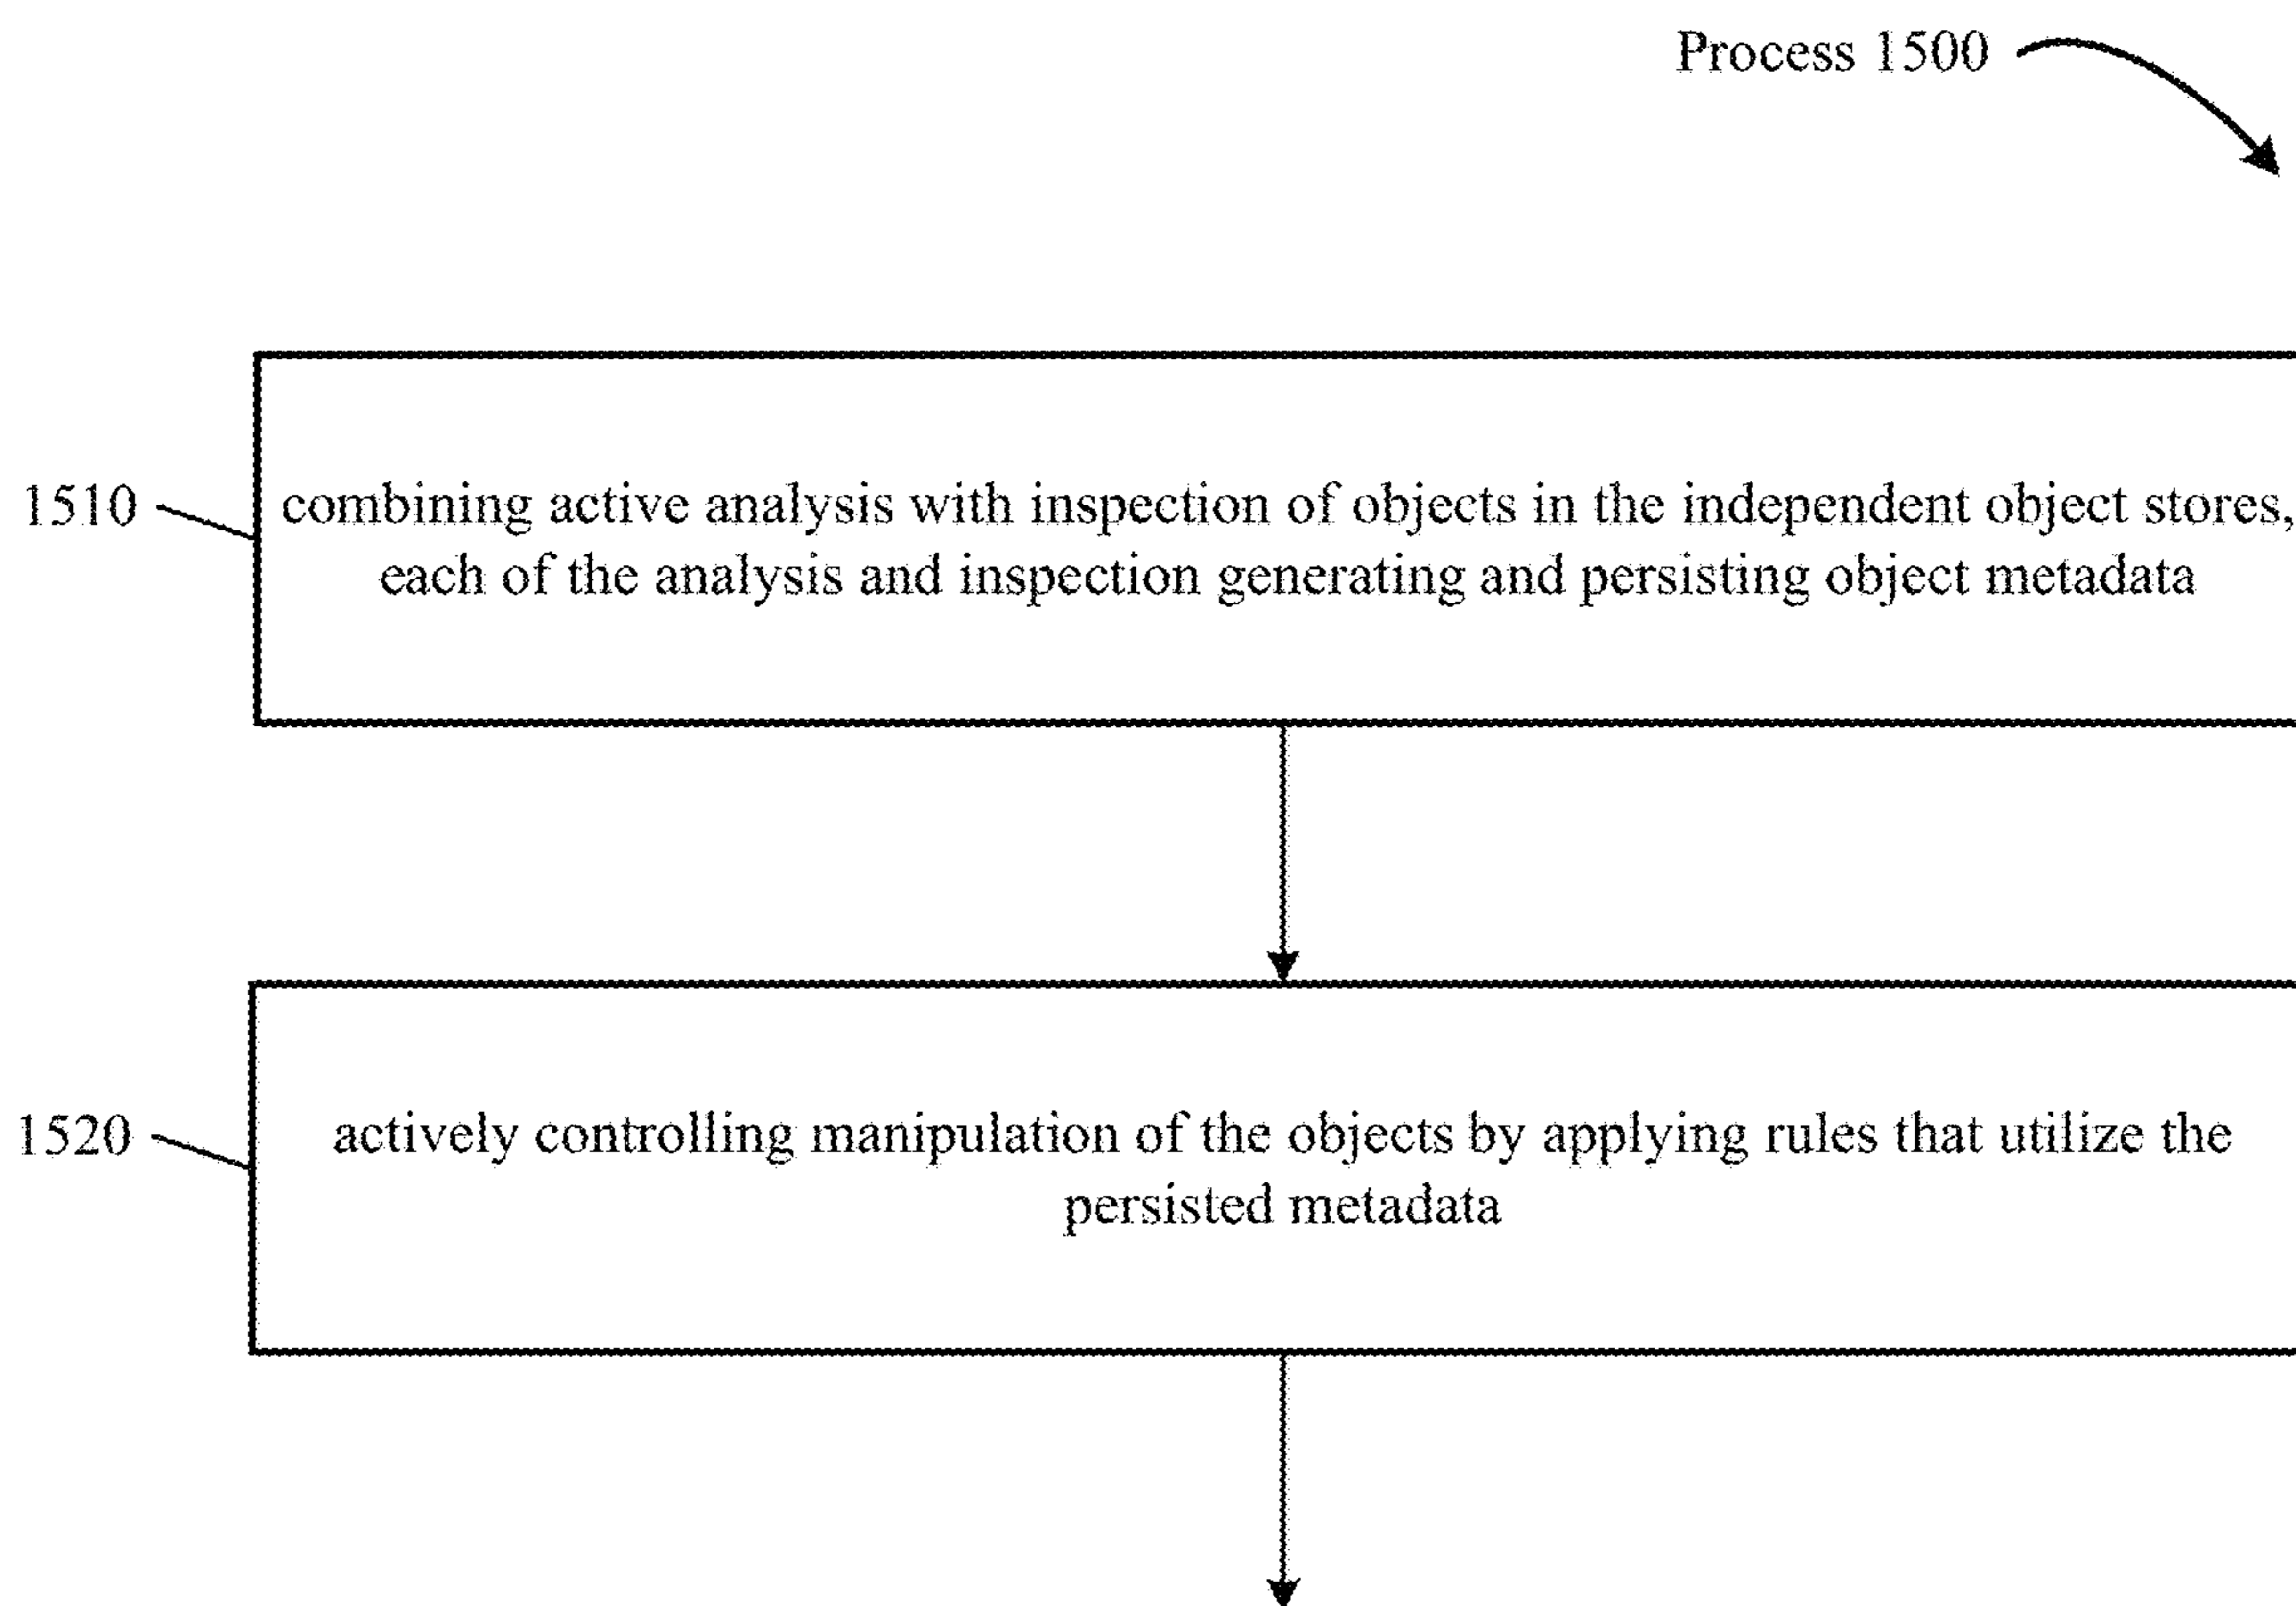 Process 1500
1510
combining active analysis with inspection of objects in the independent object stores,
each of the analysis and inspection generating and persisting object metadata
1520
actively controlling manipulation of the objects by applying rules that utilize the
persisted metadata